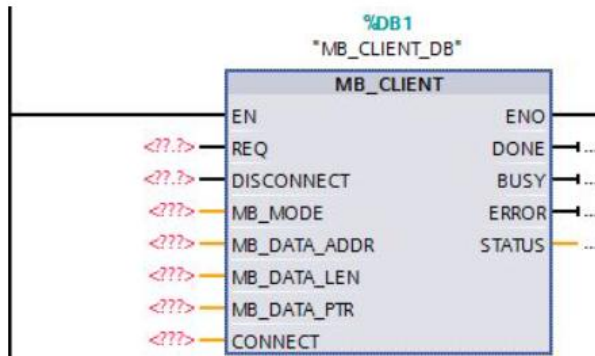 %DB1
"MB_CLIENT_DB"
MB_CLIENT
EN ENO
<??.?> REQ DONE ...
<??.?> DISCONNECT BUSY ...
<???> MB_MODE ERROR ...
<???> MB_DATA_ADDR STATUS ...
<???> MB_DATA_LEN
<???> MB_DATA_PTR
<???> CONNECT